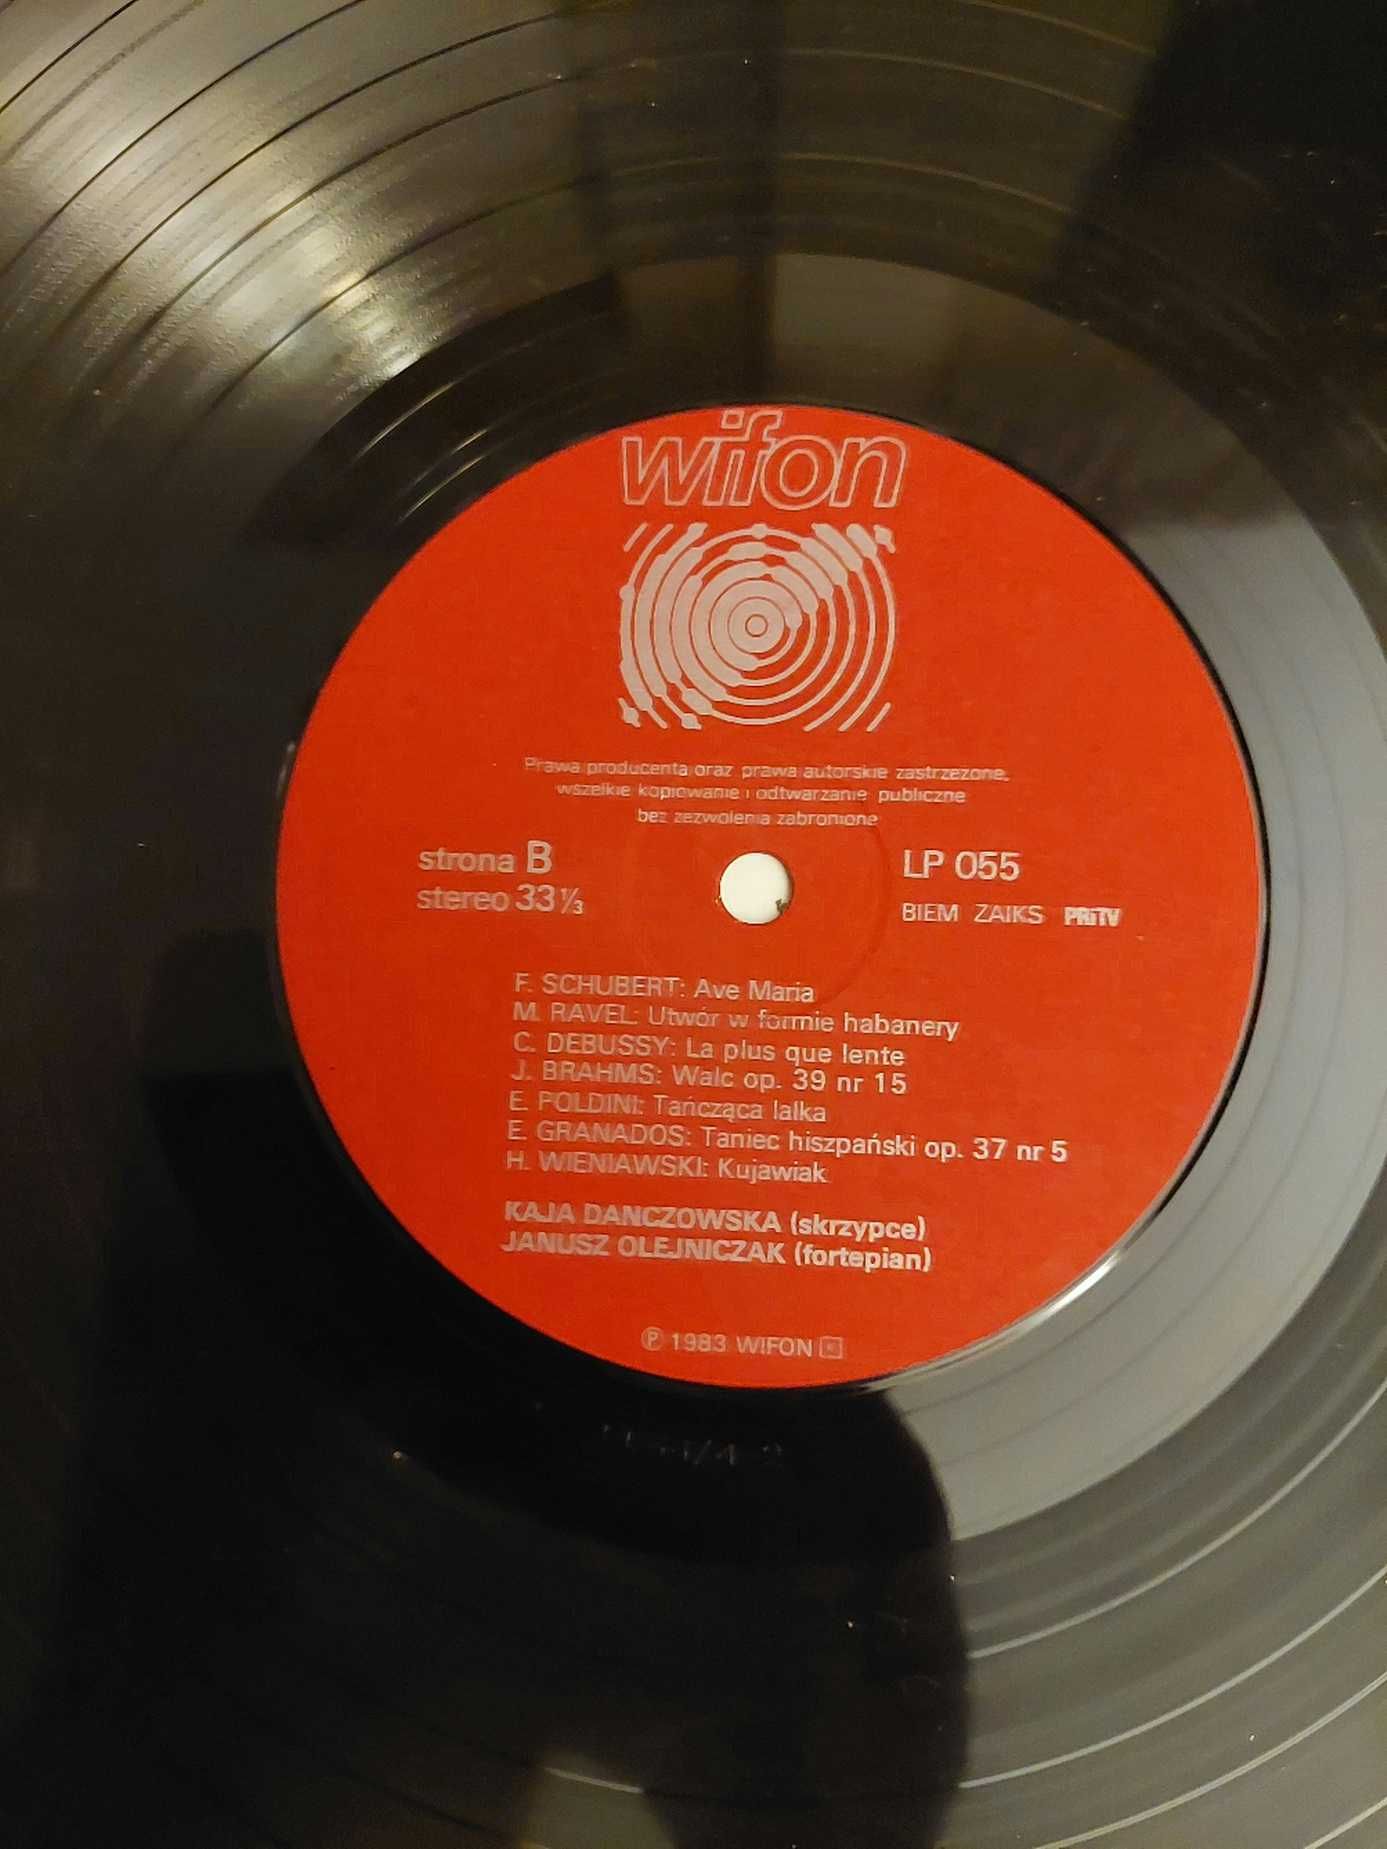 wifon
Prawa producenta oraz prawa autorskie zastrzeżone,
wszelkie kopiowanie i odtwarzanie publiczne
bez zezwolenia zabronione
strona B
stereo 33 ⅓
LP 055
BIEM ZAIKS PRiTV
F. SCHUBERT: Ave Maria
M. RAVEL: Utwór w formie habanery
C. DEBUSSY: La plus que lente
J. BRAHMS: Walc op. 39 nr 15
E. POLDINI: Tańcząca lalka
E. GRANADOS: Taniec hiszpański op. 37 nr 5
H. WIENIAWSKI: Kujawiak
KAJA DANCZOWSKA (skrzypce)
JANUSZ OLEJNICZAK (fortepian)
℗ 1983 WIFON K